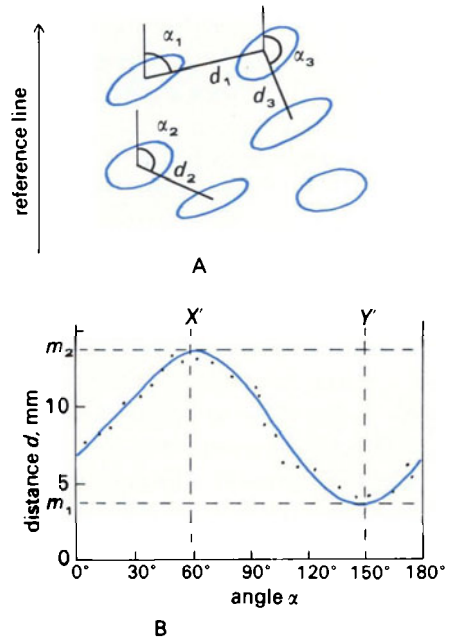 reference line
α₁
d₁
α₃
d₃
α₂
d₂
A
X′
Y′
m₂
10
5
m₁
0
distance d, mm
0° 30° 60° 90° 120° 150° 180°
angle α
B